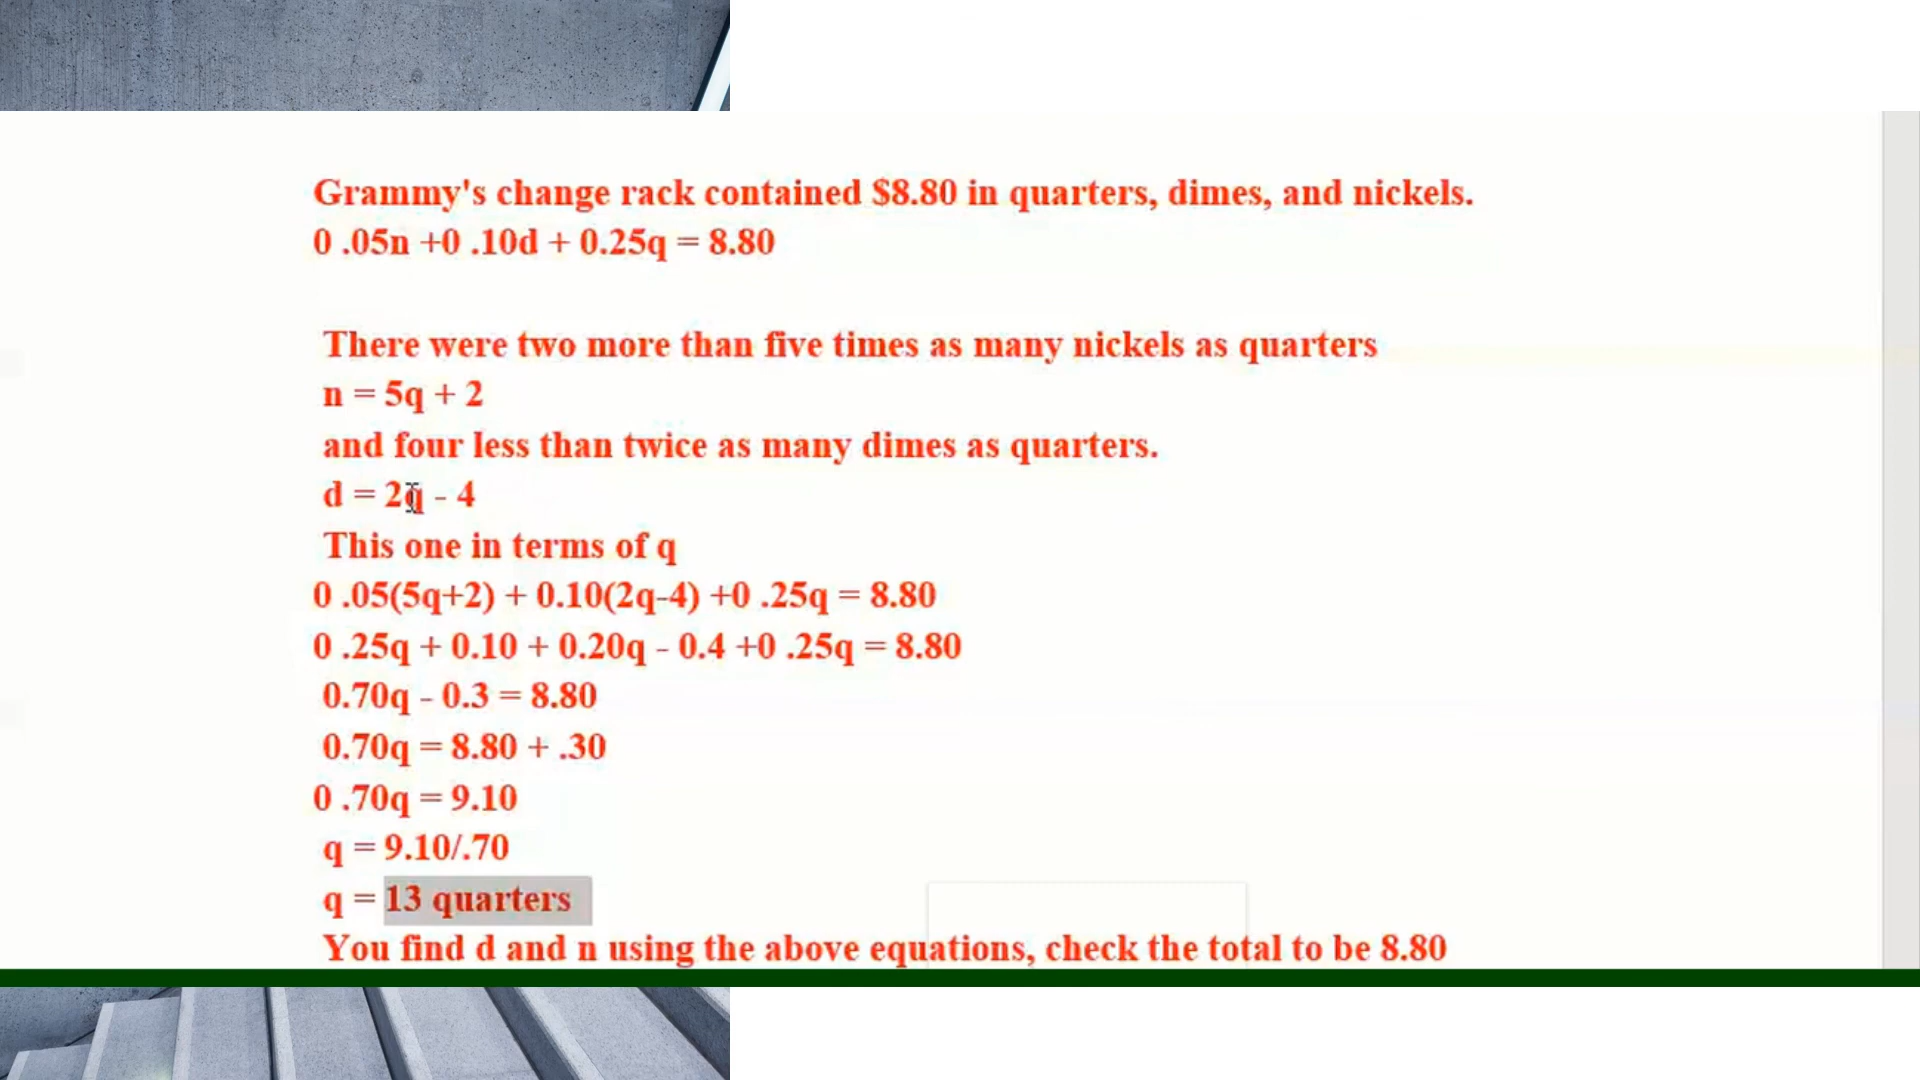 Grammy's change rack contained $8.80 in quarters, dimes, and nickels.
0 .05n +0 .10d + 0.25q = 8.80
There were two more than five times as many nickels as quarters
n = 5q + 2
and four less than twice as many dimes as quarters.
d = 2q - 4
This one in terms of q
0 .05(5q+2) + 0.10(2q-4) +0 .25q = 8.80
0 .25q + 0.10 + 0.20q - 0.4 +0 .25q = 8.80
0.70q - 0.3 = 8.80
0.70q = 8.80 + .30
0 .70q = 9.10
q = 9.10/.70
q = 13 quarters
You find d and n using the above equations, check the total to be 8.80